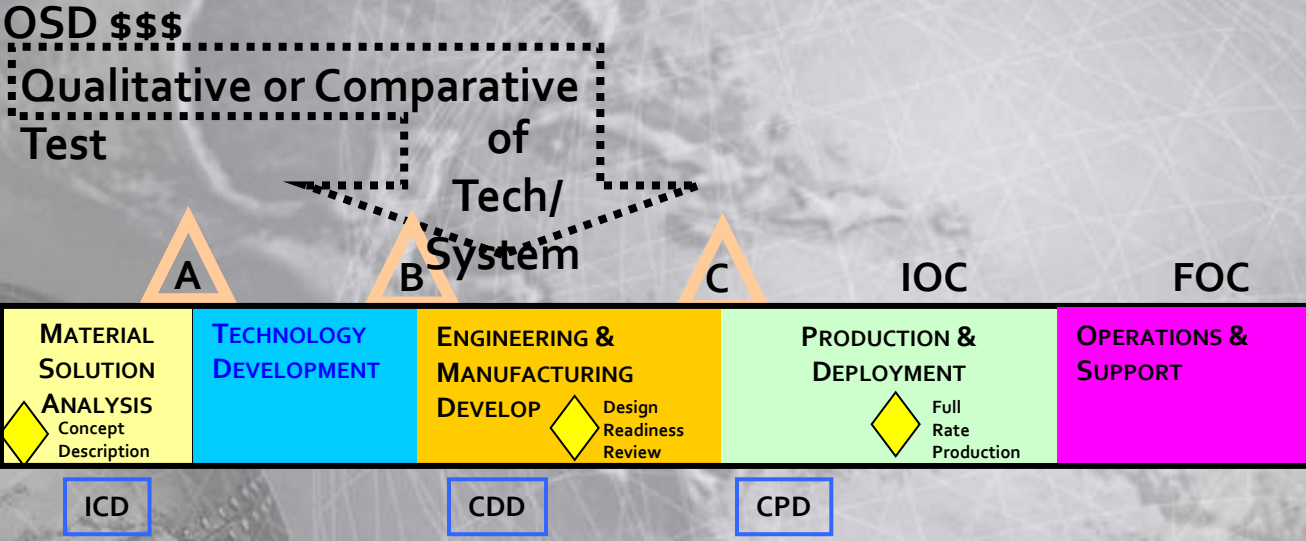 OSD $$$
Qualitative or Comparative
Test
of
Tech/
System
A
B
C
IOC
FOC
MATERIAL
SOLUTION
ANALYSIS
Concept
Description
TECHNOLOGY
DEVELOPMENT
ENGINEERING &
MANUFACTURING
DEVELOP
Design
Readiness
Review
PRODUCTION &
DEPLOYMENT
Full
Rate
Production
OPERATIONS &
SUPPORT
ICD
CDD
CPD